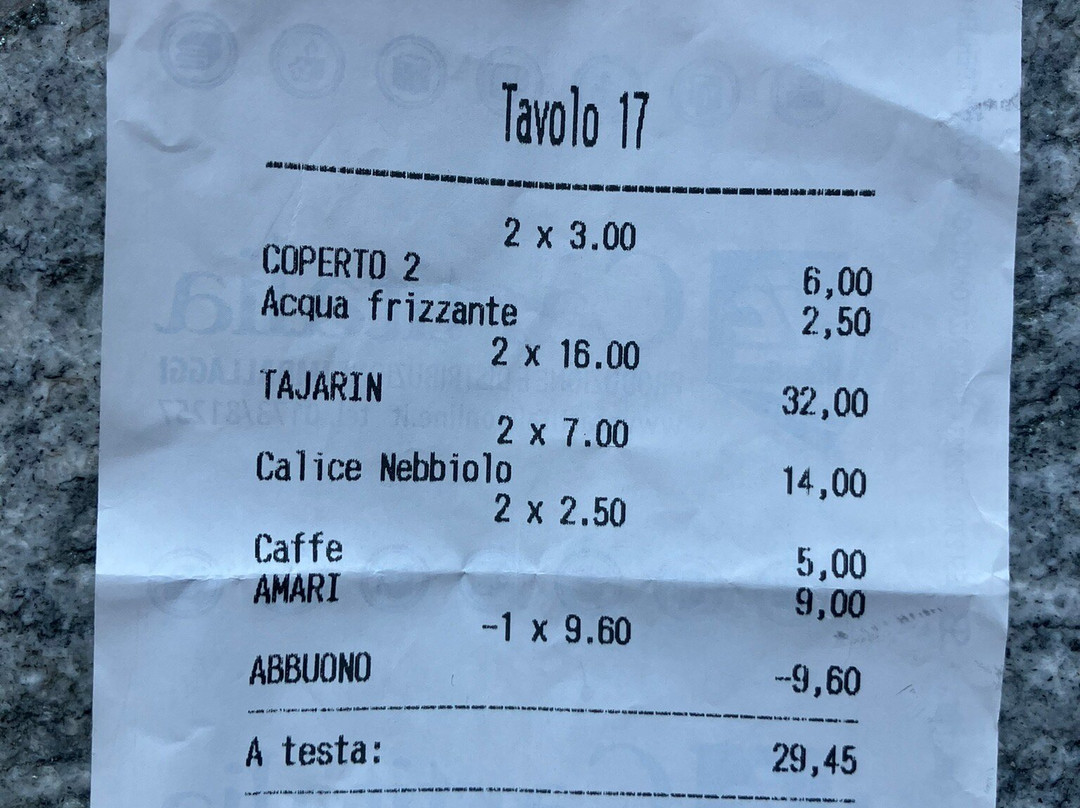 Tavolo 17
2 x 3.00
COPERTO 2 6,00
Acqua frizzante 2,50
2 x 16.00
TAJARIN 32,00
2 x 7.00
Calice Nebbiolo 14,00
2 x 2.50
Caffe 5,00
AMARI 9,00
-1 x 9.60
ABBUONO -9,60
A testa: 29,45